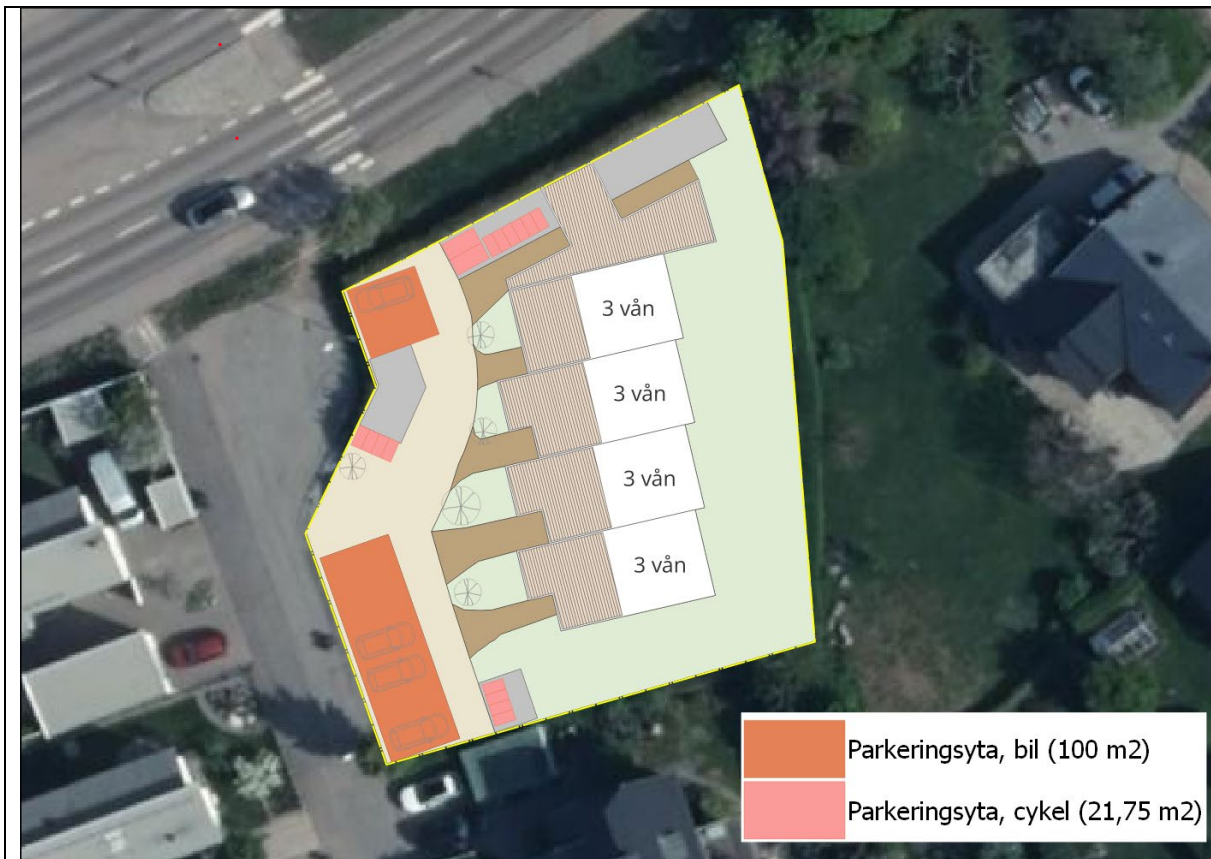 3 vån
3 vån
3 vån
3 vån
Parkeringsyta, bil (100 m2)
Parkeringsyta, cykel (21,75 m2)